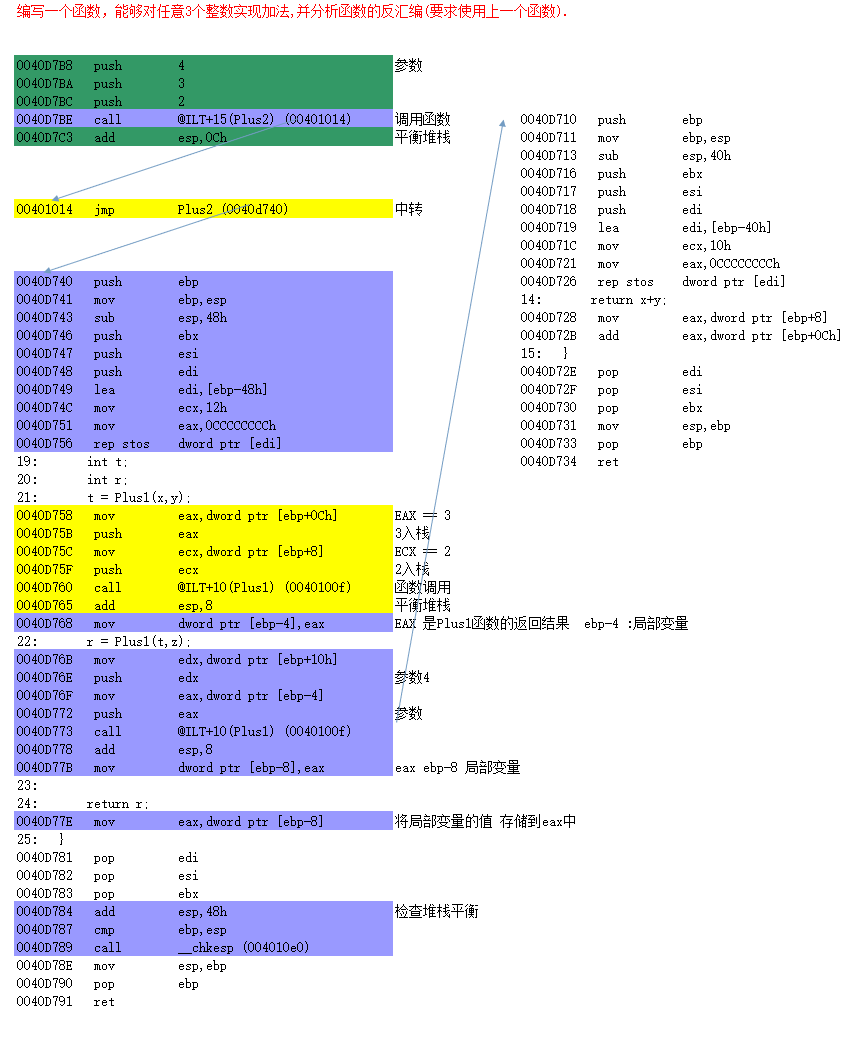 编写一个函数，能够对任意3个整数实现加法,并分析函数的反汇编(要求使用上一个函数).
0040D7B8 push 4 参数
0040D7BA push 3
0040D7BC push 2
0040D7BE call @ILT+15(Plus2) (00401014) 调用函数
0040D7C3 add esp,0Ch 平衡堆栈
00401014 jmp Plus2 (0040d740) 中转
0040D740 push ebp
0040D741 mov ebp,esp
0040D743 sub esp,48h
0040D746 push ebx
0040D747 push esi
0040D748 push edi
0040D749 lea edi,[ebp-48h]
0040D74C mov ecx,12h
0040D751 mov eax,0CCCCCCCCh
0040D756 rep stos dword ptr [edi]
19: int t;
20: int r;
21: t = Plus1(x,y);
0040D758 mov eax,dword ptr [ebp+0Ch] EAX == 3
0040D75B push eax 3入栈
0040D75C mov ecx,dword ptr [ebp+8] ECX == 2
0040D75F push ecx 2入栈
0040D760 call @ILT+10(Plus1) (0040100f) 函数调用
0040D765 add esp,8 平衡堆栈
0040D768 mov dword ptr [ebp-4],eax EAX 是Plus1函数的返回结果 ebp-4 :局部变量
22: r = Plus1(t,z);
0040D76B mov edx,dword ptr [ebp+10h]
0040D76E push edx 参数4
0040D76F mov eax,dword ptr [ebp-4]
0040D772 push eax 参数
0040D773 call @ILT+10(Plus1) (0040100f)
0040D778 add esp,8
0040D77B mov dword ptr [ebp-8],eax eax ebp-8 局部变量
23:
24: return r;
0040D77E mov eax,dword ptr [ebp-8] 将局部变量的值 存储到eax中
25: }
0040D781 pop edi
0040D782 pop esi
0040D783 pop ebx
0040D784 add esp,48h 检查堆栈平衡
0040D787 cmp ebp,esp
0040D789 call __chkesp (004010e0)
0040D78E mov esp,ebp
0040D790 pop ebp
0040D791 ret
0040D710 push ebp
0040D711 mov ebp,esp
0040D713 sub esp,40h
0040D716 push ebx
0040D717 push esi
0040D718 push edi
0040D719 lea edi,[ebp-40h]
0040D71C mov ecx,10h
0040D721 mov eax,0CCCCCCCCh
0040D726 rep stos dword ptr [edi]
14: return x+y;
0040D728 mov eax,dword ptr [ebp+8]
0040D72B add eax,dword ptr [ebp+0Ch]
15: }
0040D72E pop edi
0040D72F pop esi
0040D730 pop ebx
0040D731 mov esp,ebp
0040D733 pop ebp
0040D734 ret